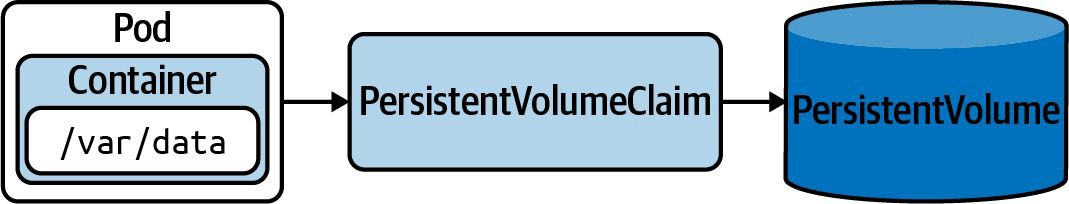 Pod
Container
/var/data
PersistentVolumeClaim
PersistentVolume